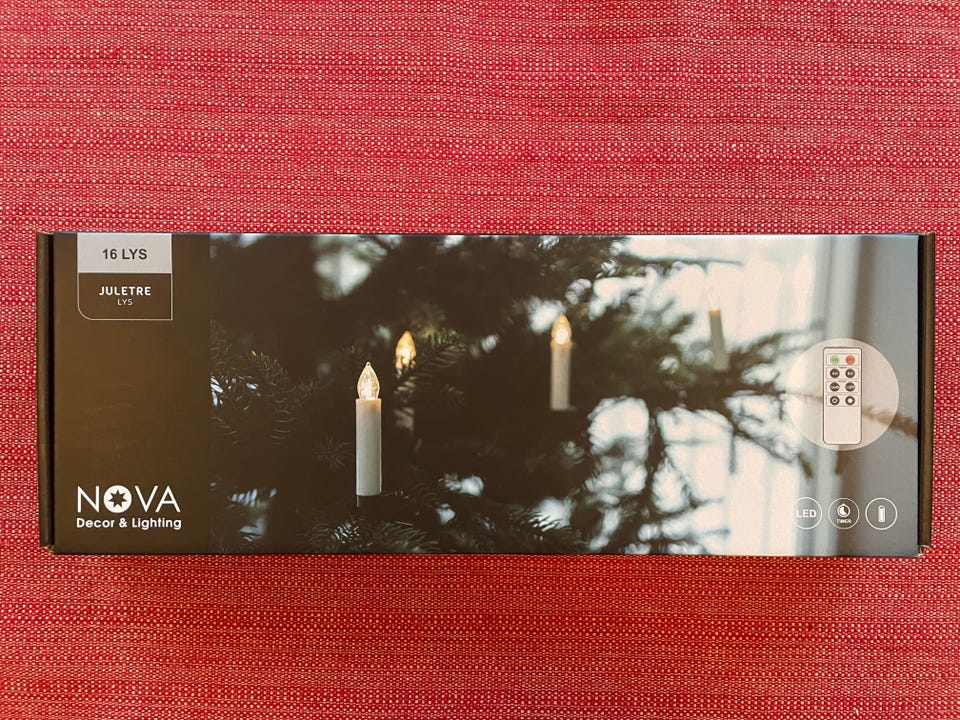 16 LYS
JULETRE
LYS
NOVA
Decor & Lighting
LED
TIMER